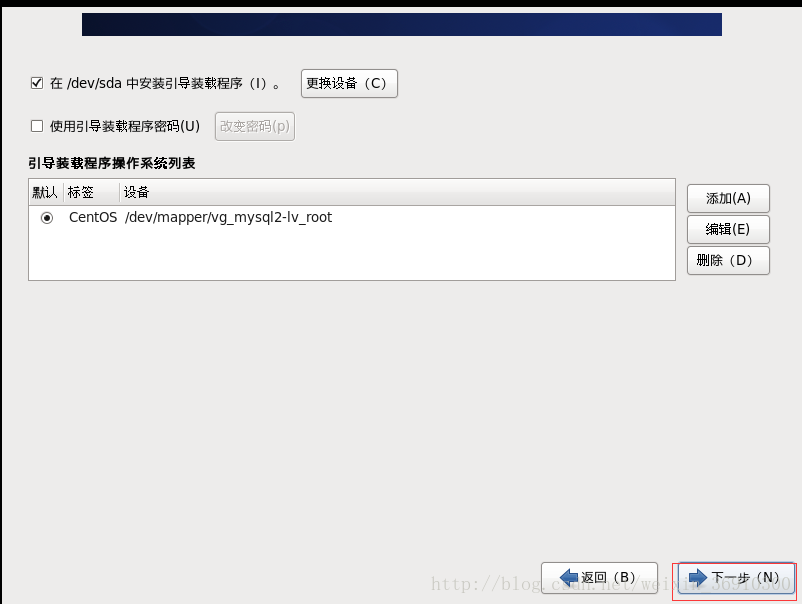 在 /dev/sda 中安装引导装载程序（I）。 更换设备（C）
使用引导装载程序密码(U) 改变密码(p)
引导装载程序操作系统列表
默认 标签 设备
CentOS /dev/mapper/vg_mysql2-lv_root
添加(A)
编辑(E)
删除（D）
返回（B） 下一步（N）
http://blog.csdn.net/weixin_36910300